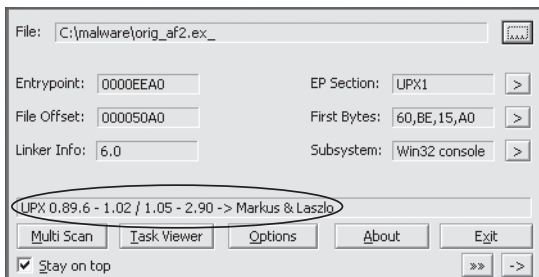 File: C:\malware\orig_af2.ex_ ...
Entrypoint: 0000EEA0 EP Section: UPX1 >
File Offset: 000050A0 First Bytes: 60,BE,15,A0 >
Linker Info: 6.0 Subsystem: Win32 console >
UPX 0.89.6 - 1.02 / 1.05 - 2.90 -> Markus & Laszlo
Multi Scan Task Viewer Options About Exit
Stay on top »» ->